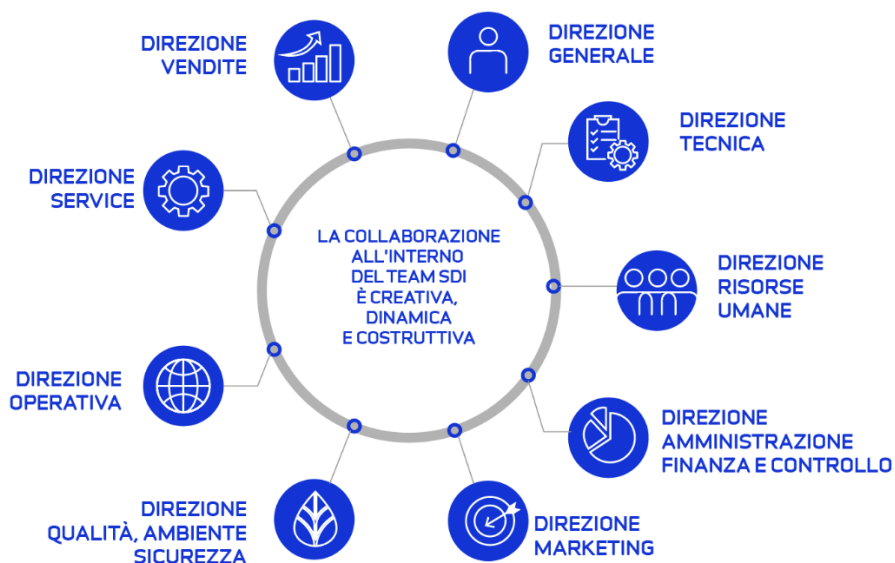 DIREZIONE
VENDITE
DIREZIONE
GENERALE
DIREZIONE
TECNICA
DIREZIONE
SERVICE
LA COLLABORAZIONE
ALL'INTERNO
DEL TEAM SDI
È CREATIVA,
DINAMICA
E COSTRUTTIVA
DIREZIONE
RISORSE
UMANE
DIREZIONE
OPERATIVA
DIREZIONE
AMMINISTRAZIONE
FINANZA E CONTROLLO
DIREZIONE
QUALITÀ, AMBIENTE
SICUREZZA
DIREZIONE
MARKETING